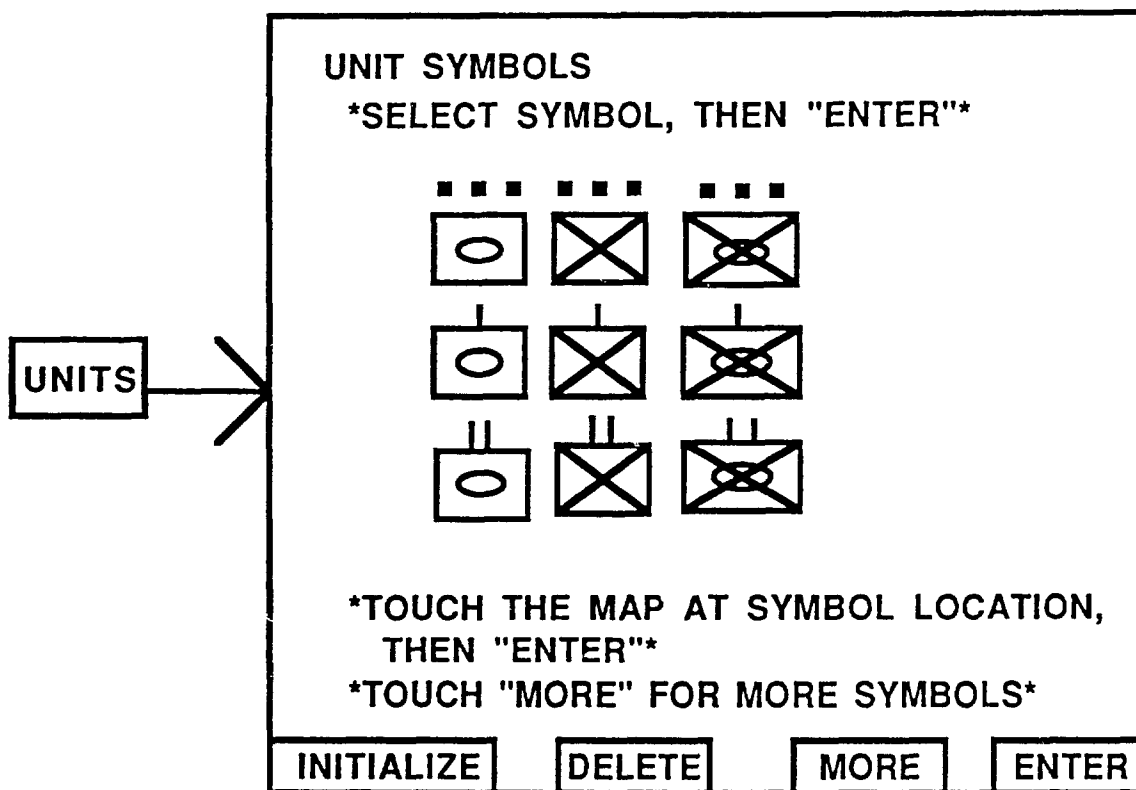 UNIT SYMBOLS
*SELECT SYMBOL, THEN "ENTER"*
UNITS
*TOUCH THE MAP AT SYMBOL LOCATION,
THEN "ENTER"*
*TOUCH "MORE" FOR MORE SYMBOLS*
INITIALIZE DELETE MORE ENTER